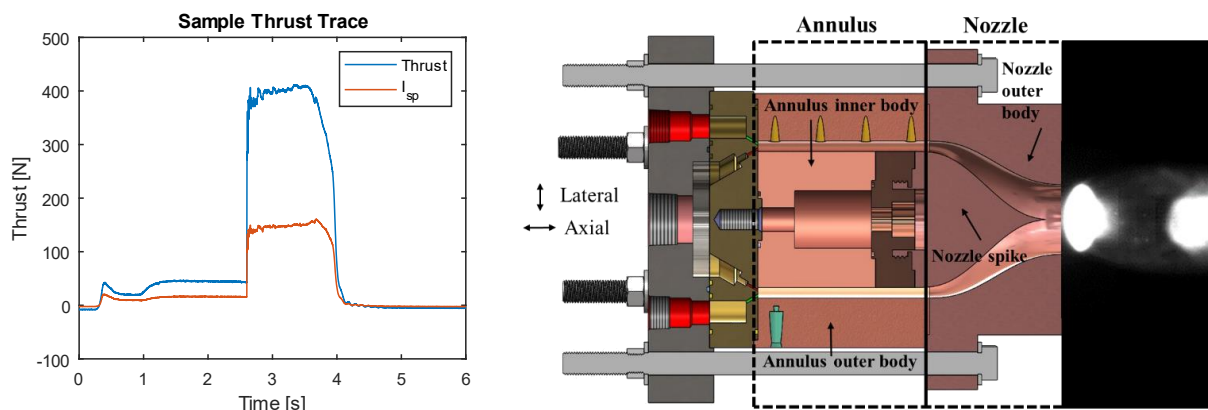 Sample Thrust Trace
Thrust [N]
500
400
300
200
100
0
-100
Thrust
I_sp
0 1 2 3 4 5 6
Time [s]
Annulus
Nozzle
Nozzle
outer
body
Annulus inner body
Lateral
Axial
Nozzle spike
Annulus outer body